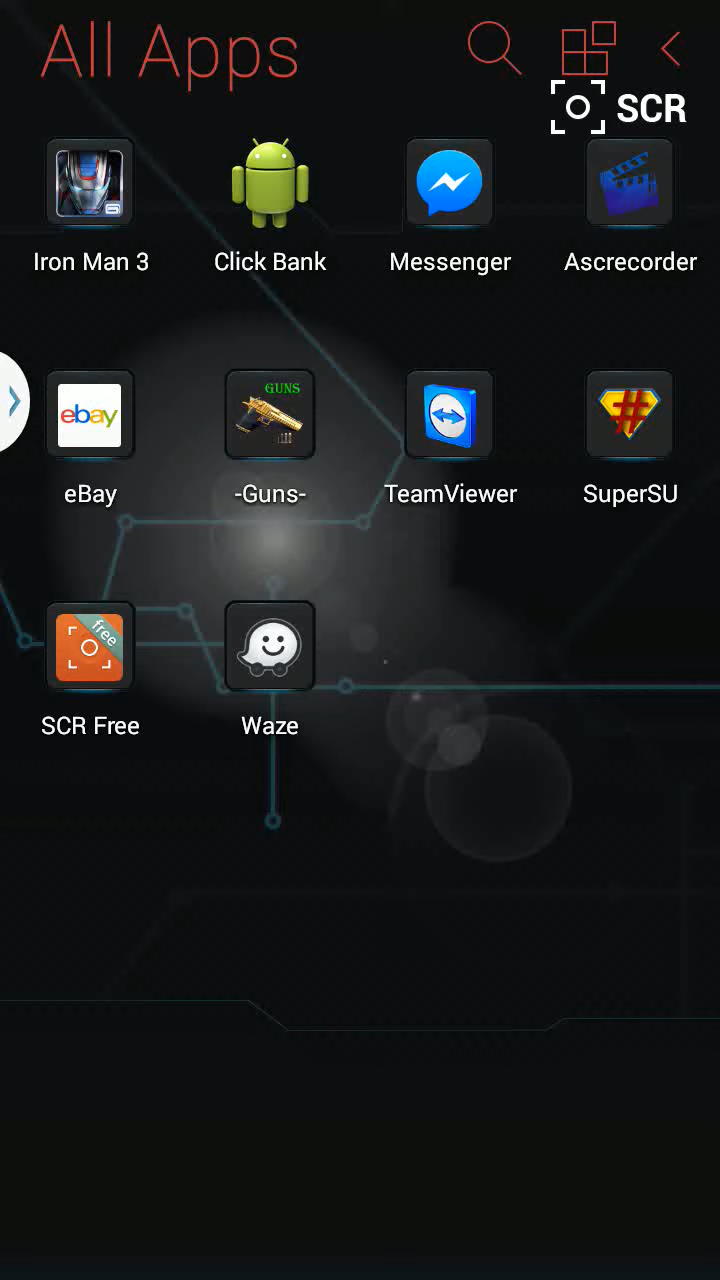 All Apps
SCR
Iron Man 3
Click Bank
Messenger
Ascrecorder
ebay
GUNS
eBay
-Guns-
TeamViewer
SuperSU
free
SCR Free
Waze